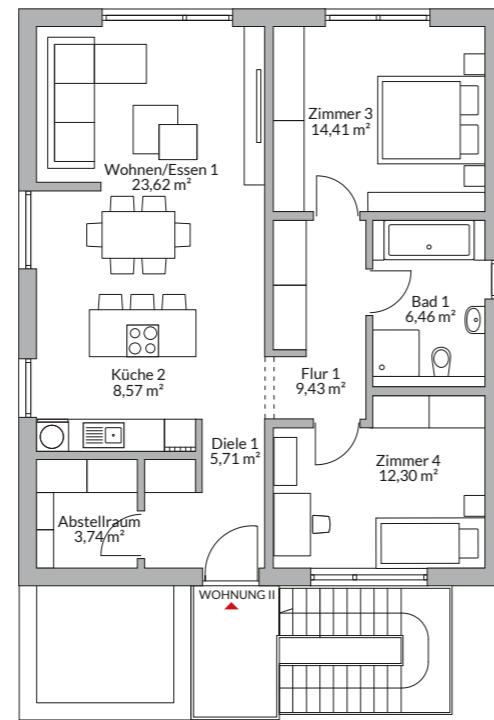 Zimmer 3
14,41 m²
Wohnen/Essen 1
23,62 m²
Bad 1
6,46 m²
Küche 2
8,57 m²
Flur 1
9,43 m²
Diele 1
5,71 m²
Zimmer 4
12,30 m²
Abstellraum
3,74 m²
WOHNUNG II